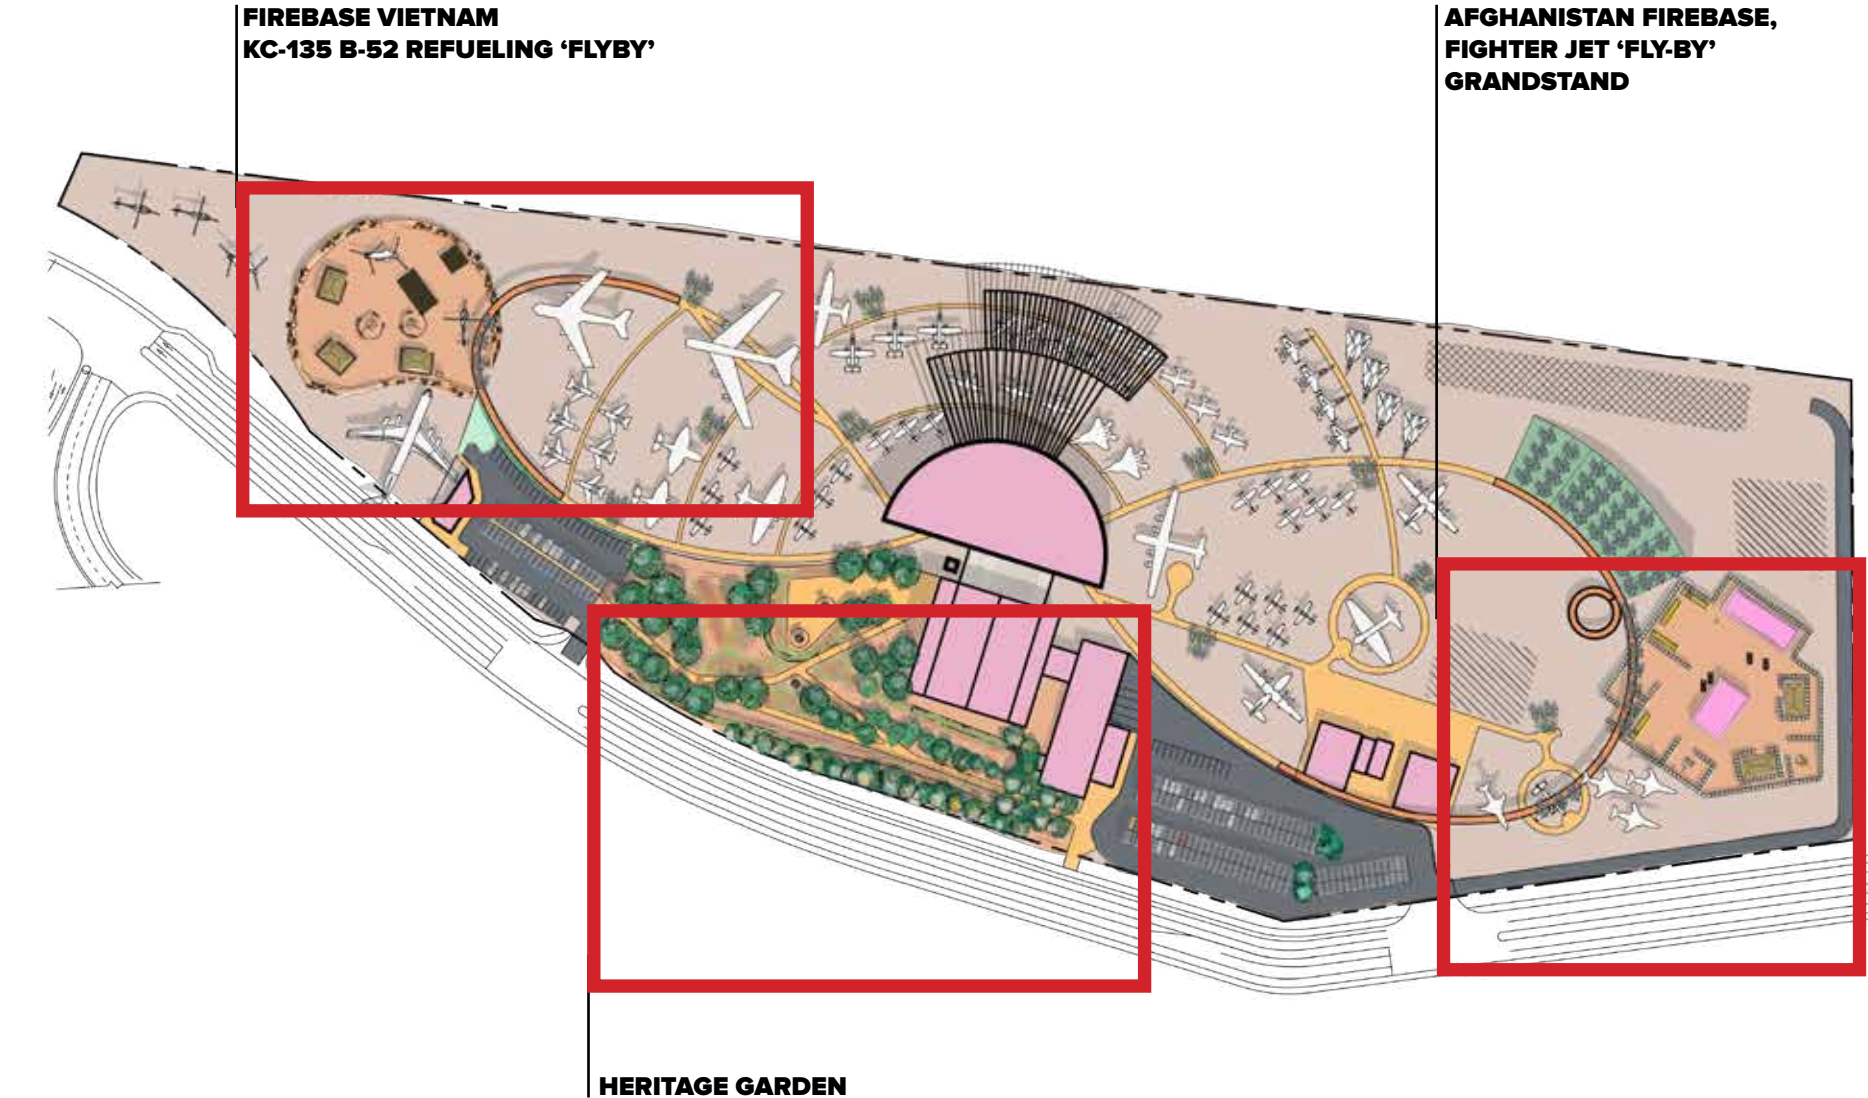 FIREBASE VIETNAM
KC-135 B-52 REFUELING ‘FLYBY’
AFGHANISTAN FIREBASE,
FIGHTER JET ‘FLY-BY’
GRANDSTAND
HERITAGE GARDEN